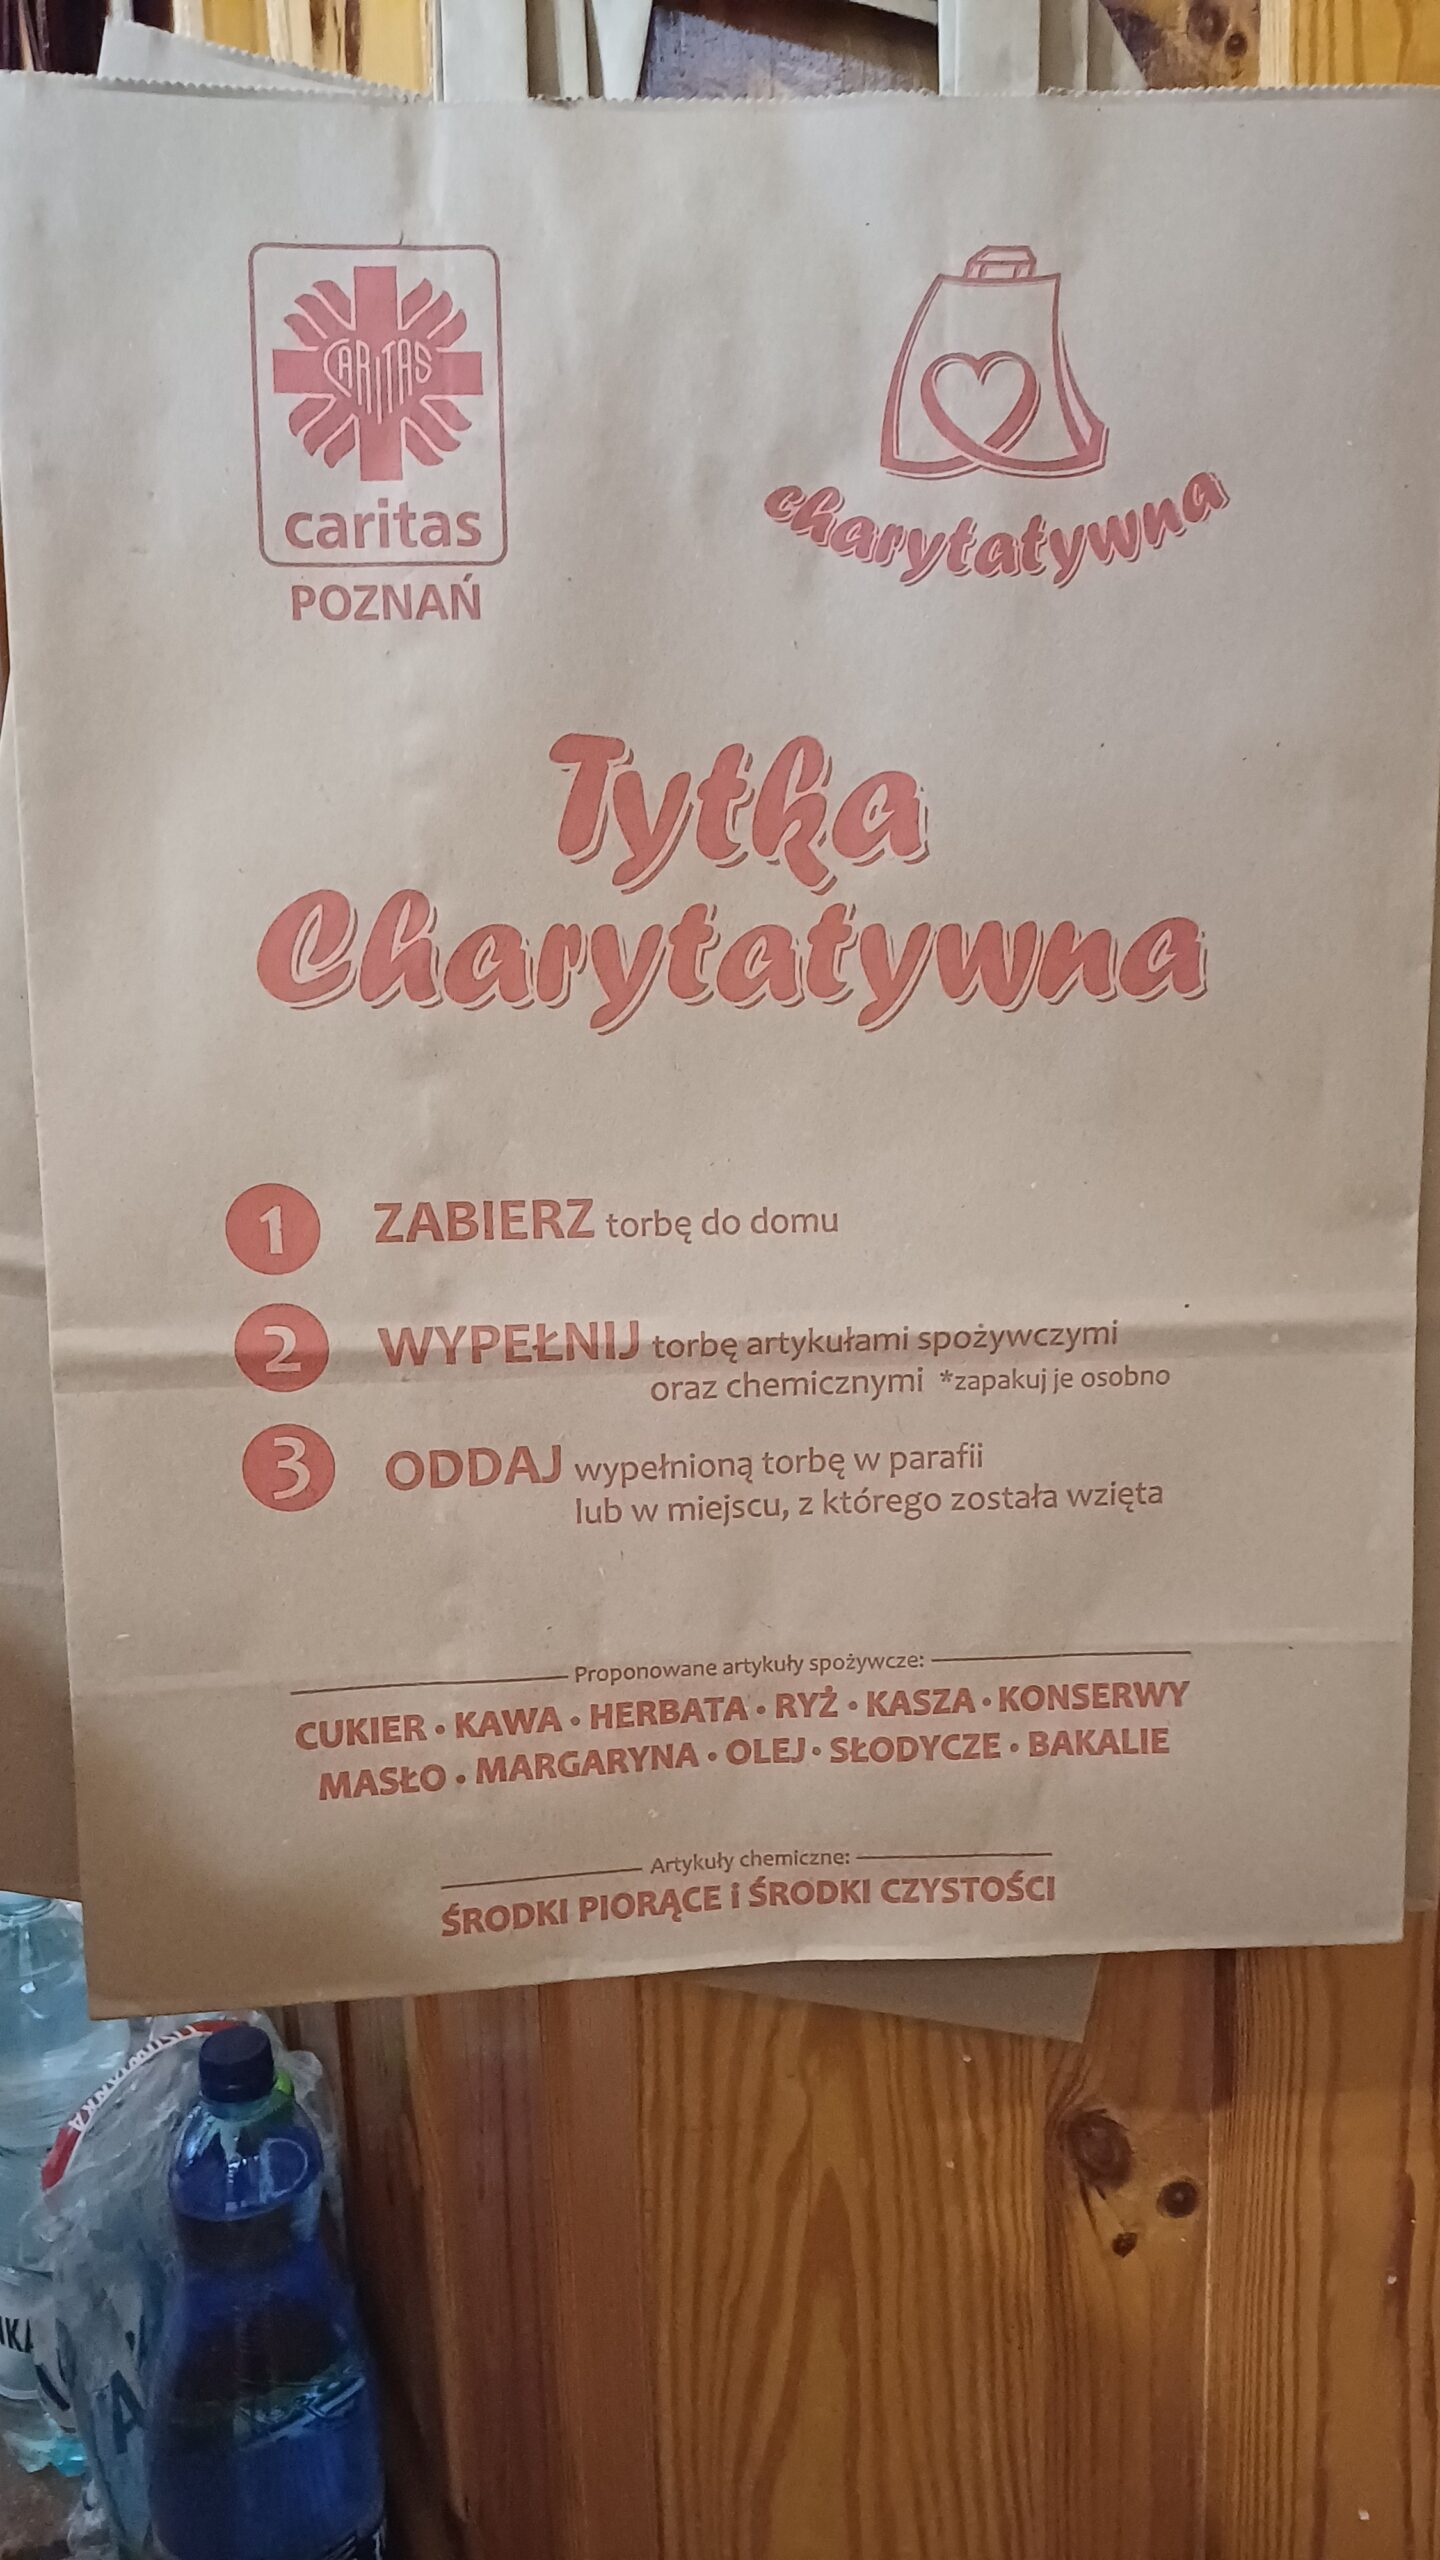 CARITAS
caritas
POZNAŃ
charytatywna
Tytka
Charytatywna
1 ZABIERZ torbę do domu
2 WYPEŁNIJ torbę artykułami spożywczymi
oraz chemicznymi *zapakuj je osobno
3 ODDAJ wypełnioną torbę w parafii
lub w miejscu, z którego została wzięta
Proponowane artykuły spożywcze:
CUKIER • KAWA • HERBATA • RYŻ • KASZA • KONSERWY
MASŁO • MARGARYNA • OLEJ • SŁODYCZE • BAKALIE
Artykuły chemiczne:
ŚRODKI PIORĄCE i ŚRODKI CZYSTOŚCI